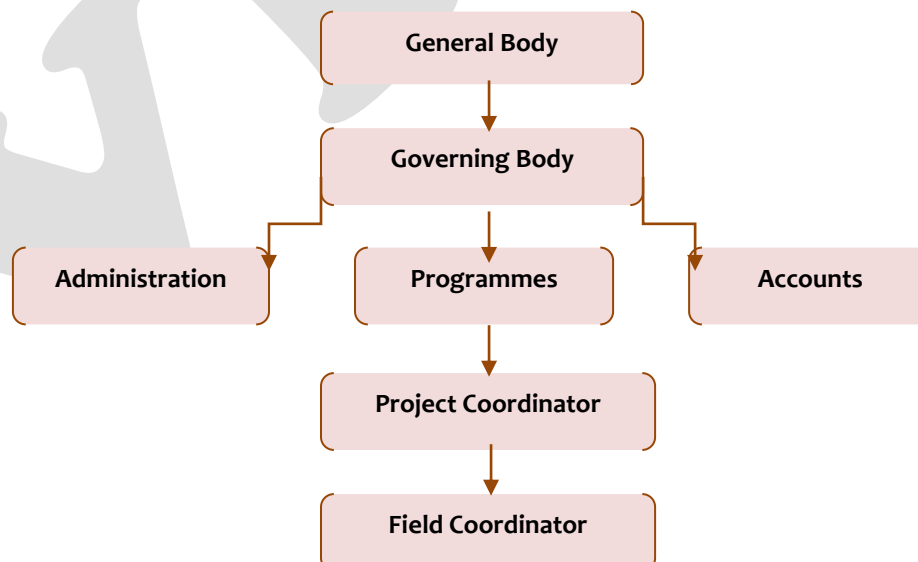 General Body
Governing Body
Administration
Programmes
Accounts
Project Coordinator
Field Coordinator